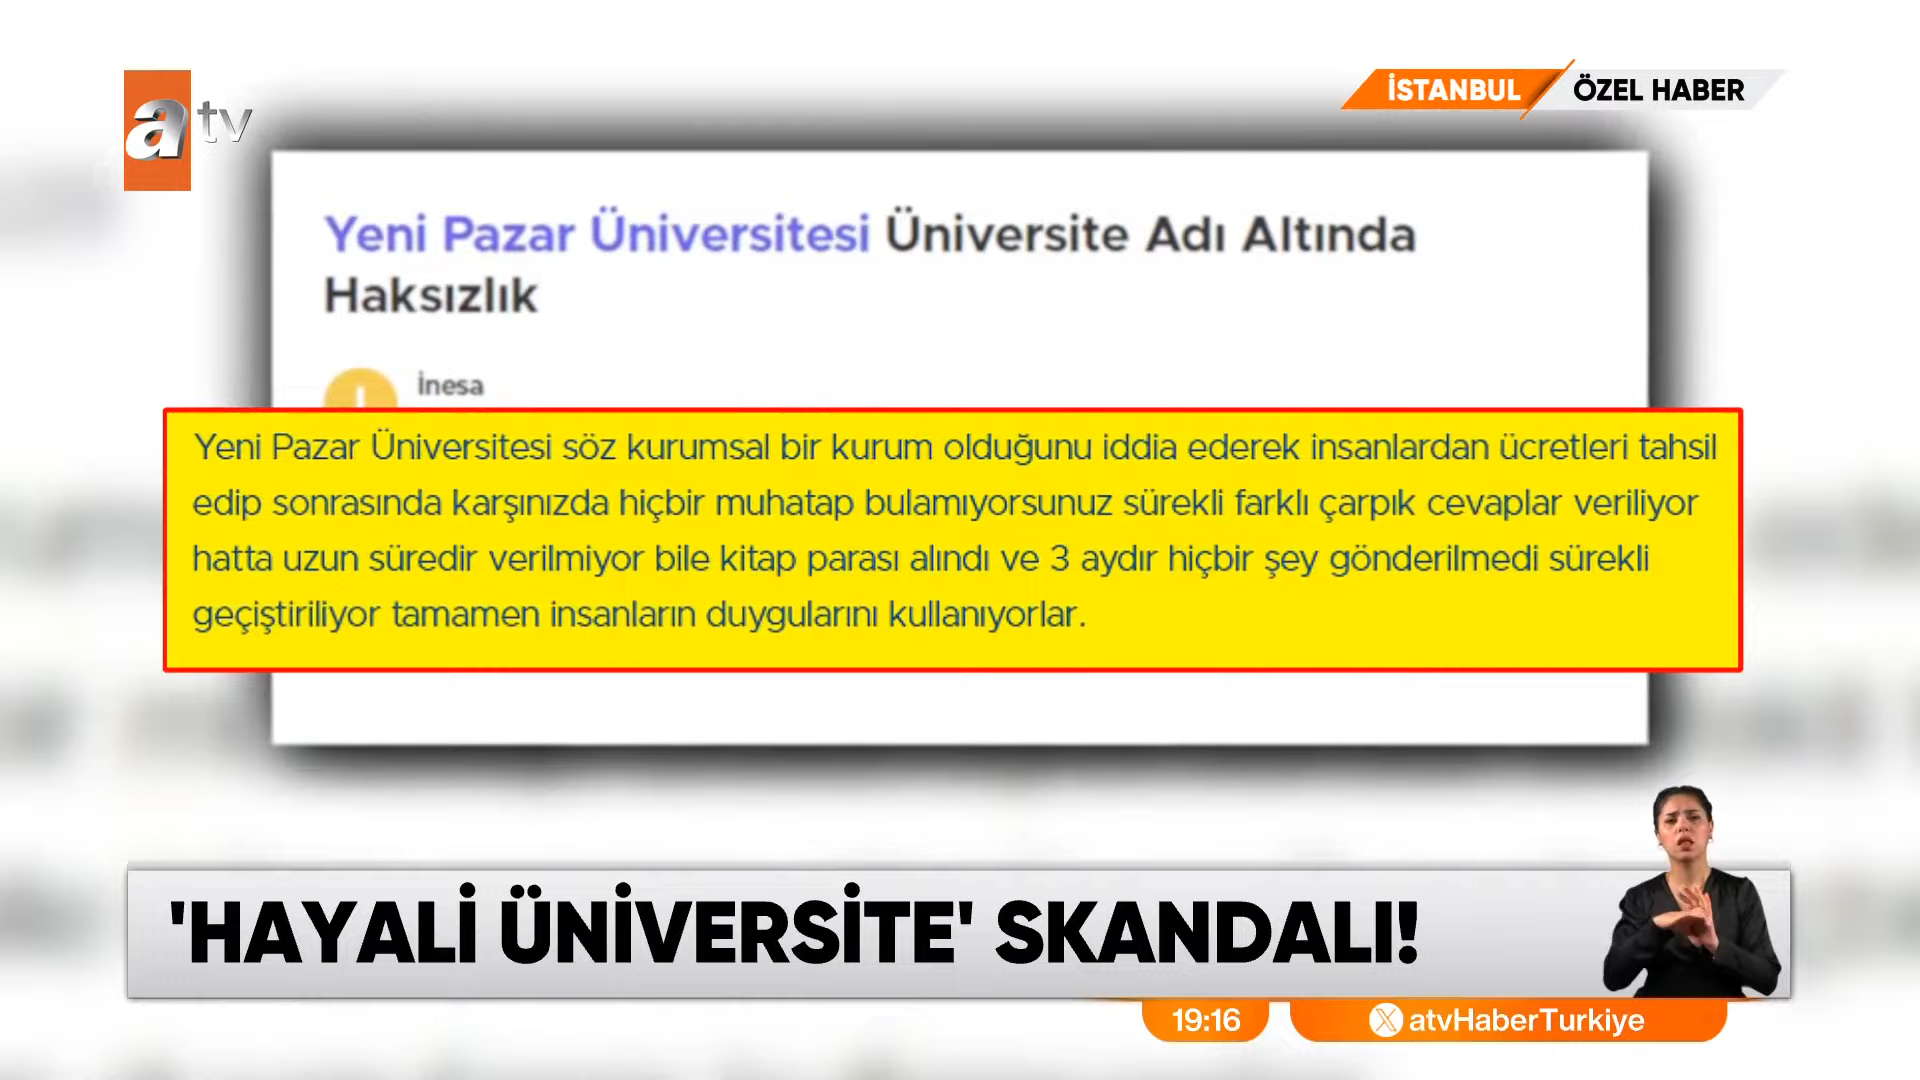 a tv
İSTANBUL
ÖZEL HABER
Yeni Pazar Üniversitesi Üniversite Adı Altında
Haksızlık
İnesa
Yeni Pazar Üniversitesi söz kurumsal bir kurum olduğunu iddia ederek insanlardan ücretleri tahsil
edip sonrasında karşınızda hiçbir muhatap bulamıyorsunuz sürekli farklı çarpık cevaplar veriliyor
hatta uzun süredir verilmiyor bile kitap parası alındı ve 3 aydır hiçbir şey gönderilmedi sürekli
geçiştiriliyor tamamen insanların duygularını kullanıyorlar.
'HAYALİ ÜNİVERSİTE' SKANDALI!
19:16
X atvHaberTurkiye